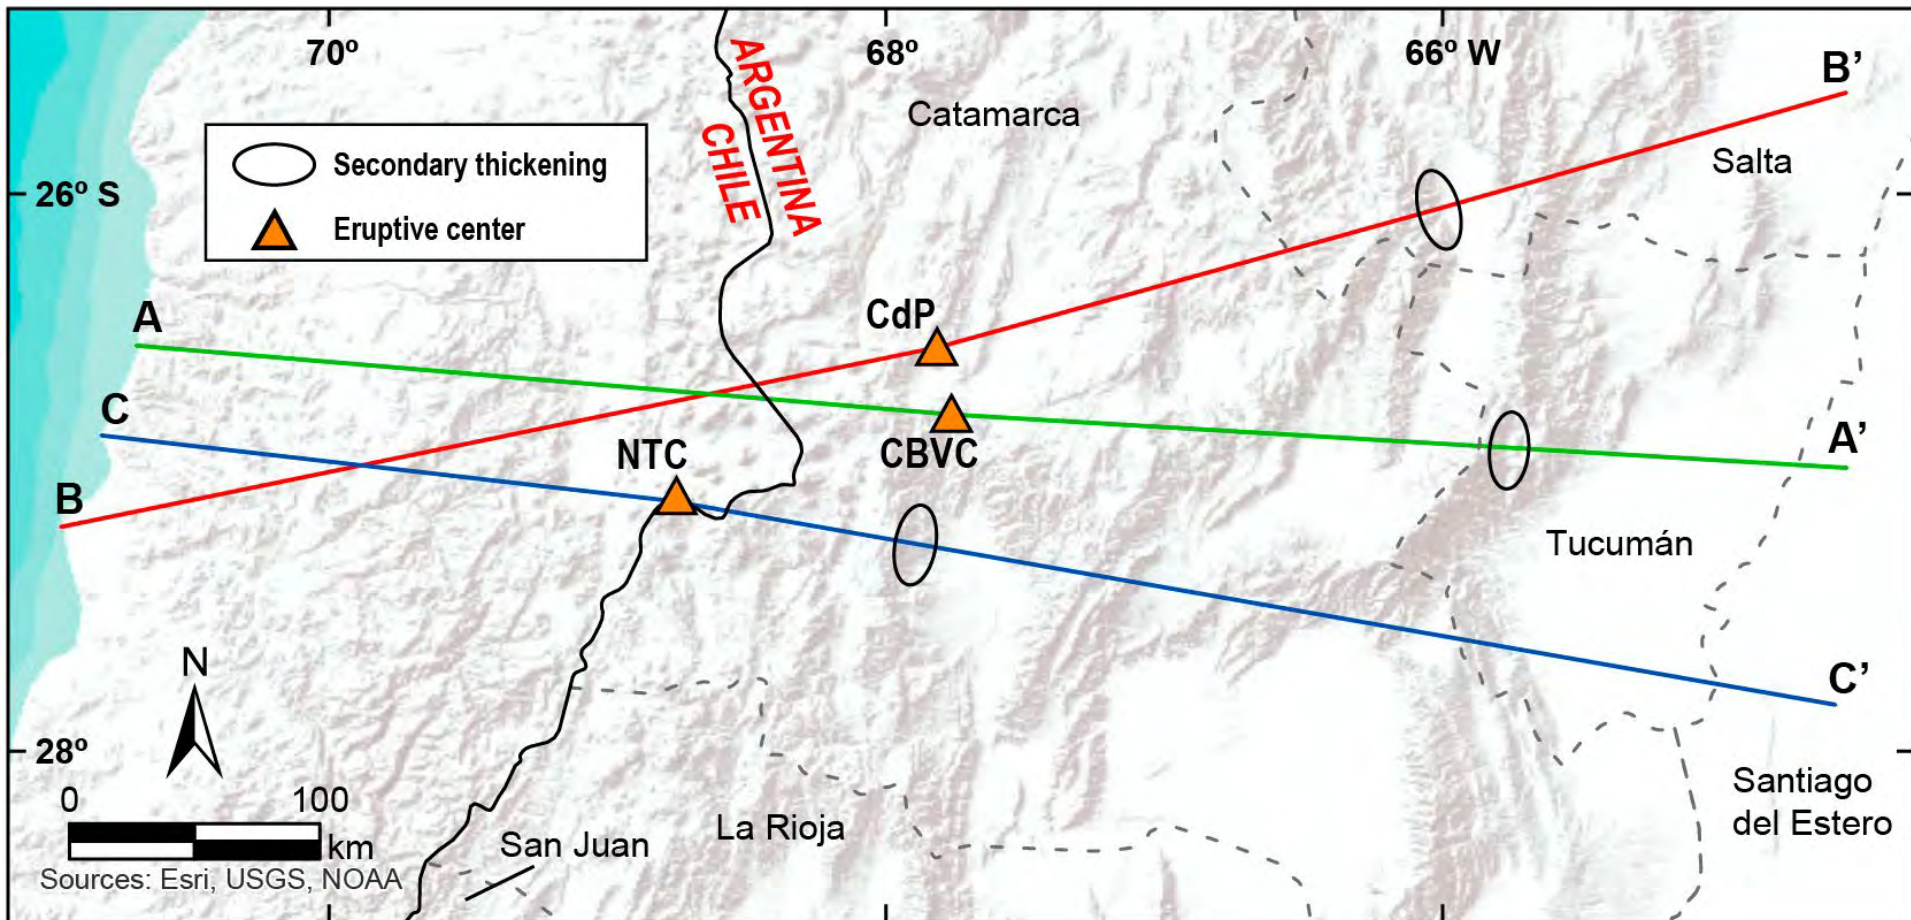 70º
68º
66º W
B’
ARGENTINA
CHILE
Catamarca
Salta
Secondary thickening
Eruptive center
26º S
A
CdP
C
NTC
CBVC
A’
B
Tucumán
N
C’
28º
0 100
km
Santiago
del Estero
La Rioja
San Juan
Sources: Esri, USGS, NOAA